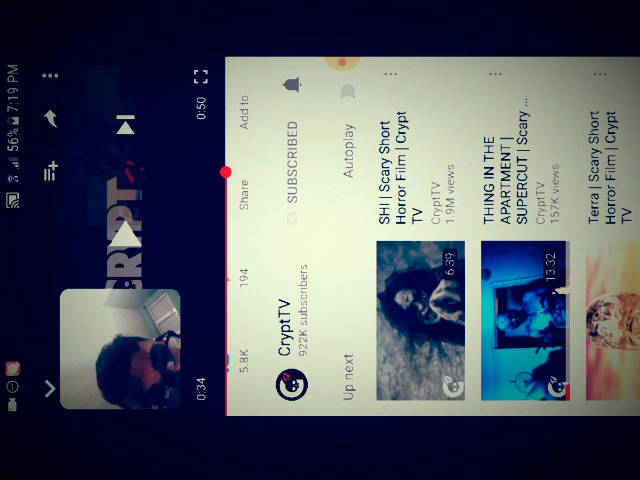 56% 7:19 PM
CRYPT
0:34
0:50
5.8K
194
Share
Add to
CryptTV
922K subscribers
SUBSCRIBED
Up next
Autoplay
6:39
SHI | Scary Short
Horror Film | Crypt
TV
CryptTV
1.9M views
13:32
THING IN THE
APARTMENT |
SUPERCUT | Scary ...
CryptTV
157K views
Terra | Scary Short
Horror Film | Crypt
TV